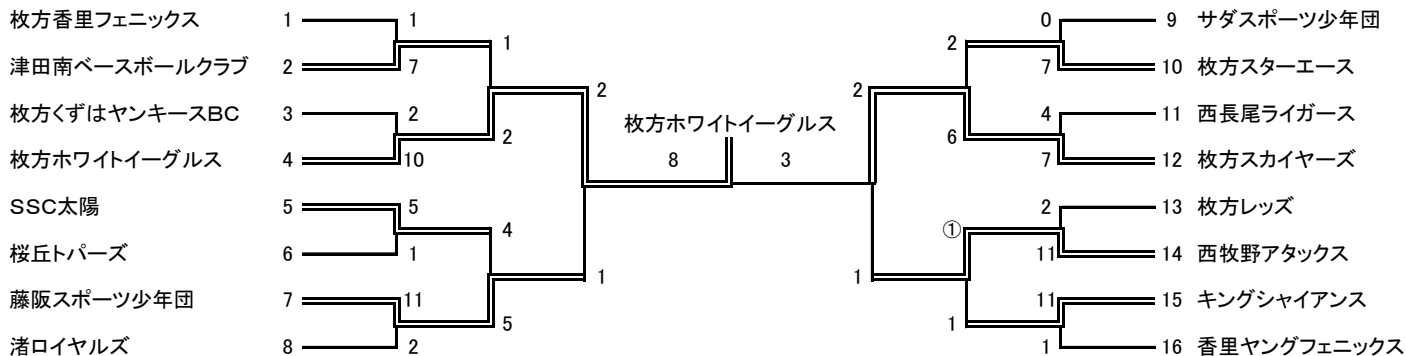 枚方香里フェニックス 1 1
1
津田南ベースボールクラブ 2 7
2
枚方くずはヤンキースBC 3 2
2
枚方ホワイトイーグルス 4 10
SSC太陽 5 5
4
桜丘トパーズ 6 1
1
藤阪スポーツ少年団 7 11
5
渚ロイヤルズ 8 2
枚方ホワイトイーグルス
8 3
0 9 サダスポーツ少年団
2
7 10 枚方スターエース
2
4 11 西長尾ライガース
6
7 12 枚方スカイヤーズ
2 13 枚方レッズ
①
11 14 西牧野アタックス
1
11 15 キングシャイアンス
1
1 16 香里ヤングフェニックス